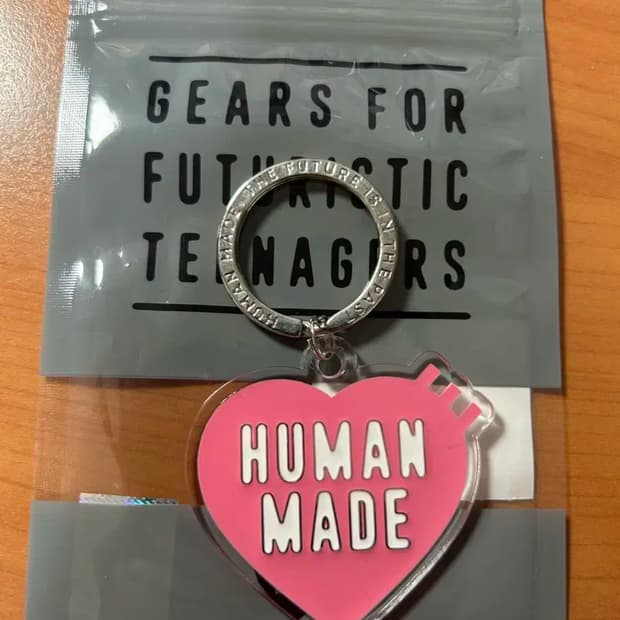 GEARS FOR
FUTURISTIC
TEENAGERS
HUMAN MADE THE FUTURE IS IN THE PAST
HUMAN
MADE